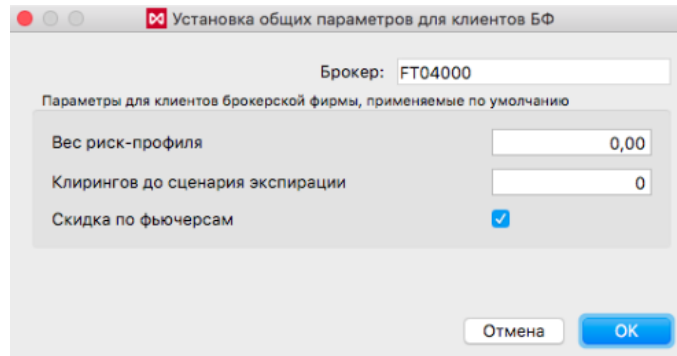 Установка общих параметров для клиентов БФ
Брокер: FT04000
Параметры для клиентов брокерской фирмы, применяемые по умолчанию
Вес риск-профиля 0,00
Клирингов до сценария экспирации 0
Скидка по фьючерсам
Отмена OK